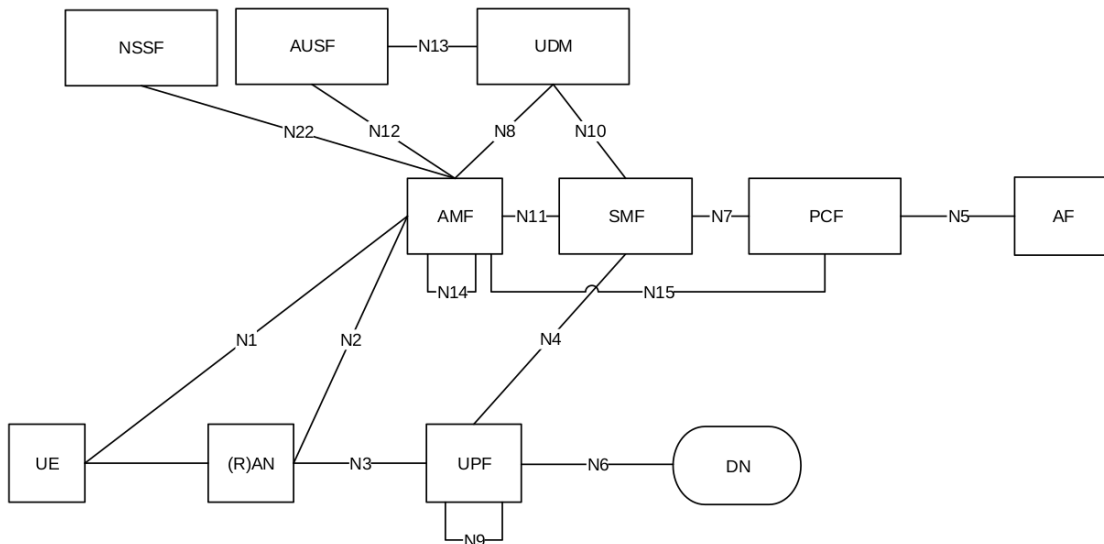 NSSF
AUSF
N13
UDM
N22
N12
N8
N10
AMF
N11
SMF
N7
PCF
N5
AF
N14
N15
N1
N2
N4
UE
(R)AN
N3
UPF
N6
DN
N9